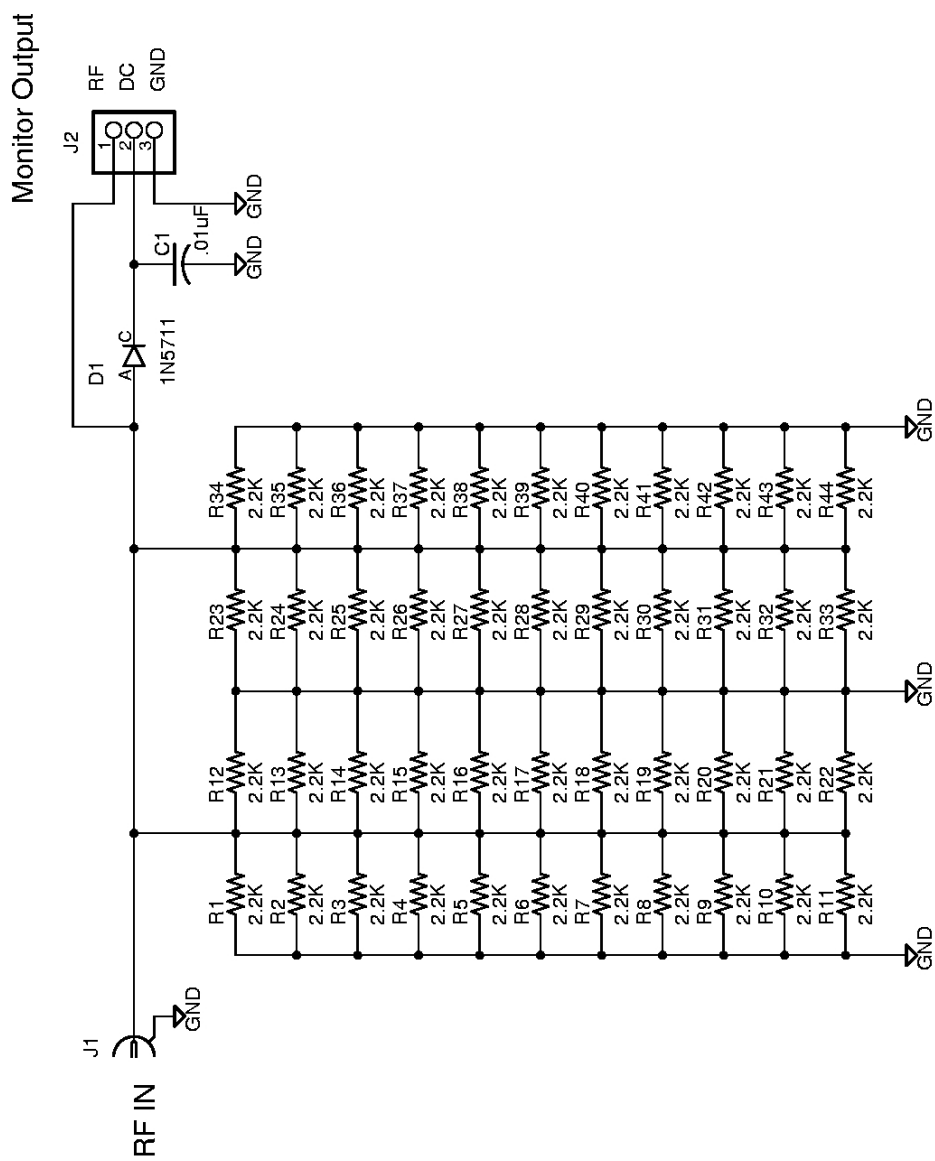 Monitor Output
J2
RF
DC
GND
1
2
3
GND
C1
.01uF
GND
D1
A
C
1N5711
R34
2.2K
R35
2.2K
R36
2.2K
R37
2.2K
R38
2.2K
R39
2.2K
R40
2.2K
R41
2.2K
R42
2.2K
R43
2.2K
R44
2.2K
GND
R23
2.2K
R24
2.2K
R25
2.2K
R26
2.2K
R27
2.2K
R28
2.2K
R29
2.2K
R30
2.2K
R31
2.2K
R32
2.2K
R33
2.2K
GND
R12
2.2K
R13
2.2K
R14
2.2K
R15
2.2K
R16
2.2K
R17
2.2K
R18
2.2K
R19
2.2K
R20
2.2K
R21
2.2K
R22
2.2K
R1
2.2K
R2
2.2K
R3
2.2K
R4
2.2K
R5
2.2K
R6
2.2K
R7
2.2K
R8
2.2K
R9
2.2K
R10
2.2K
R11
2.2K
GND
J1
GND
RF IN